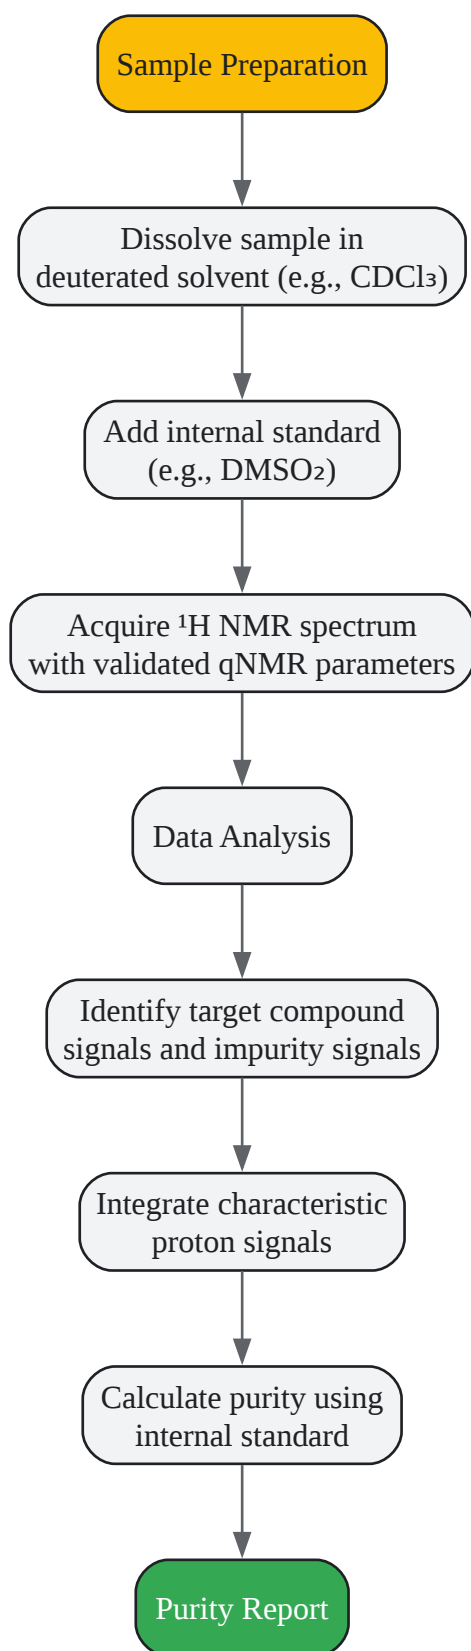 Sample Preparation
Dissolve sample in
deuterated solvent (e.g., CDCl₃)
Add internal standard
(e.g., DMSO₂)
Acquire ¹H NMR spectrum
with validated qNMR parameters
Data Analysis
Identify target compound
signals and impurity signals
Integrate characteristic
proton signals
Calculate purity using
internal standard
Purity Report